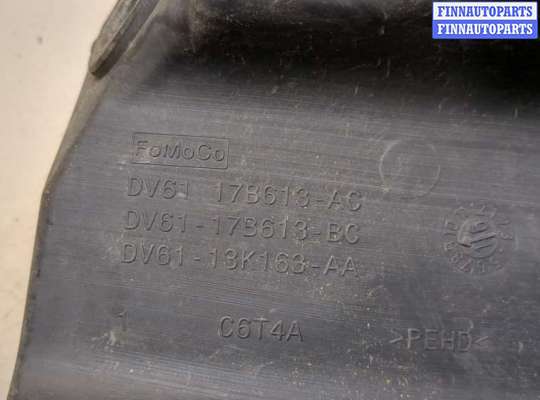 FINNAUTOPARTS
FINNAUTOPARTS
FoMoCo
DV61 17B613-AC
DV61-17B613-BC
DV61-13K163-AA
C6T4A
>PEHD<